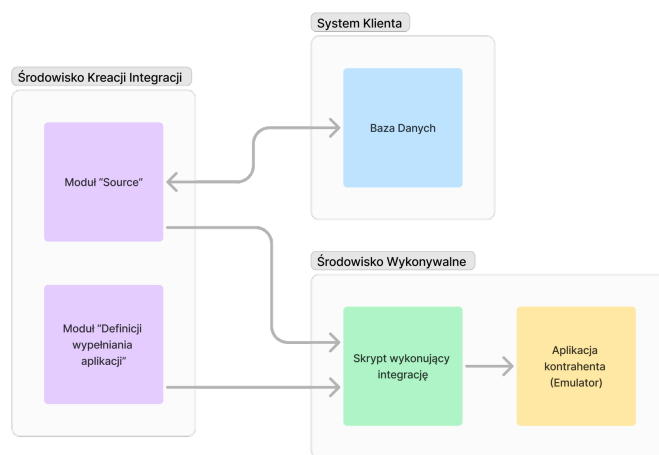 System Klienta
Baza Danych
Środowisko Kreacji Integracji
Moduł "Source"
Moduł "Definicji
wypełniania
aplikacji"
Środowisko Wykonywalne
Skrypt wykonujący
integrację
Aplikacja
kontrahenta
(Emulator)